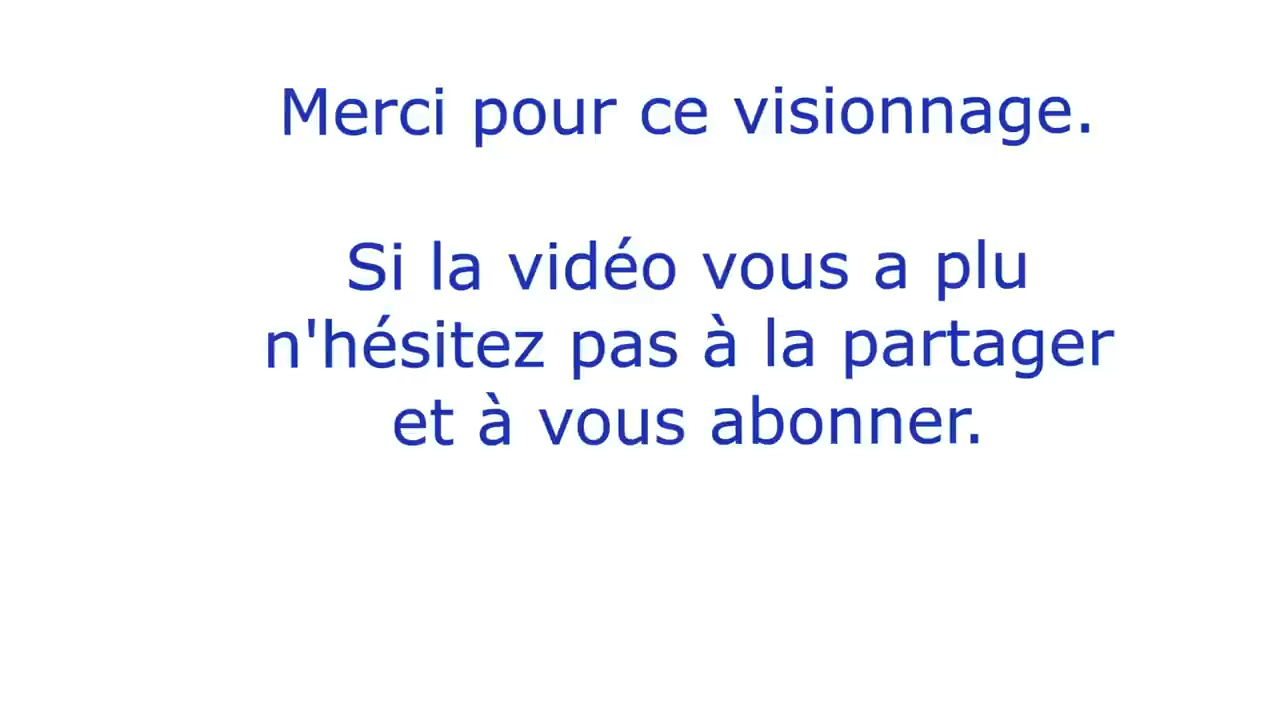 Merci pour ce visionnage.
Si la vidéo vous a plu
n'hésitez pas à la partager
et à vous abonner.